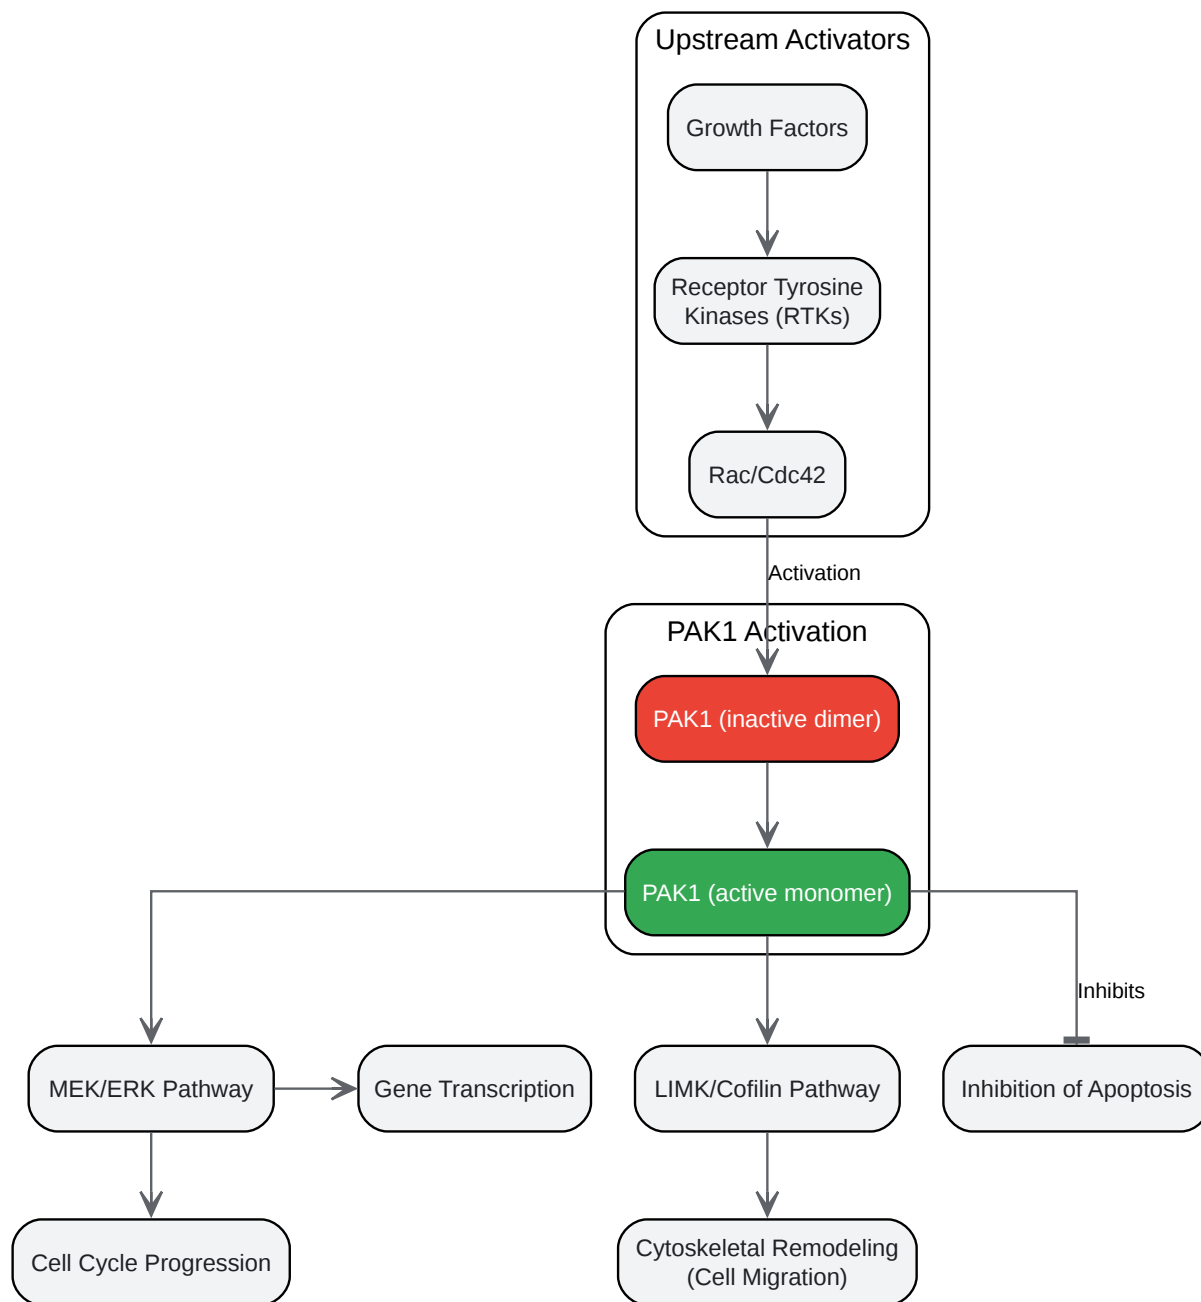 Upstream Activators
Growth Factors
Receptor Tyrosine
Kinases (RTKs)
Rac/Cdc42
Activation
PAK1 Activation
PAK1 (inactive dimer)
PAK1 (active monomer)
Inhibits
MEK/ERK Pathway
Gene Transcription
LIMK/Cofilin Pathway
Inhibition of Apoptosis
Cell Cycle Progression
Cytoskeletal Remodeling
(Cell Migration)